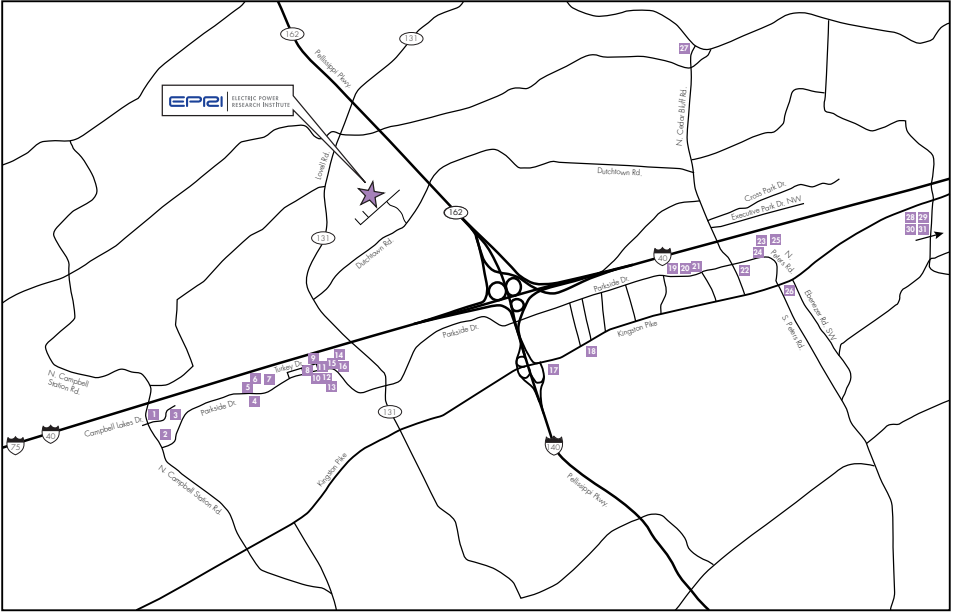 162
131
27
Pellissippi Pkwy.
EPRI
ELECTRIC POWER
RESEARCH INSTITUTE
N. Cedar Bluff Rd.
Lovell Rd.
Dutchtown Rd.
Cross Park Dr.
Executive Park Dr. NW
162
28 29
30 31
131
Dutchtown Rd.
23 25
24
N.
Peters Rd.
40
19 20 21
22
Parkside Dr.
26
Ebenezer Rd. SW
S. Peters Rd.
Parkside Dr.
Kingston Pike
18
17
14
9
15
16
Turkey Dr.
8
11
10 12
13
6 7
5
4
N. Campbell
Station Rd.
Parkside Dr.
1
3
2
Campbell Lakes Dr.
131
40
75
140
Kingston Pike
N. Campbell Station Rd.
Pellissippi Pkwy.